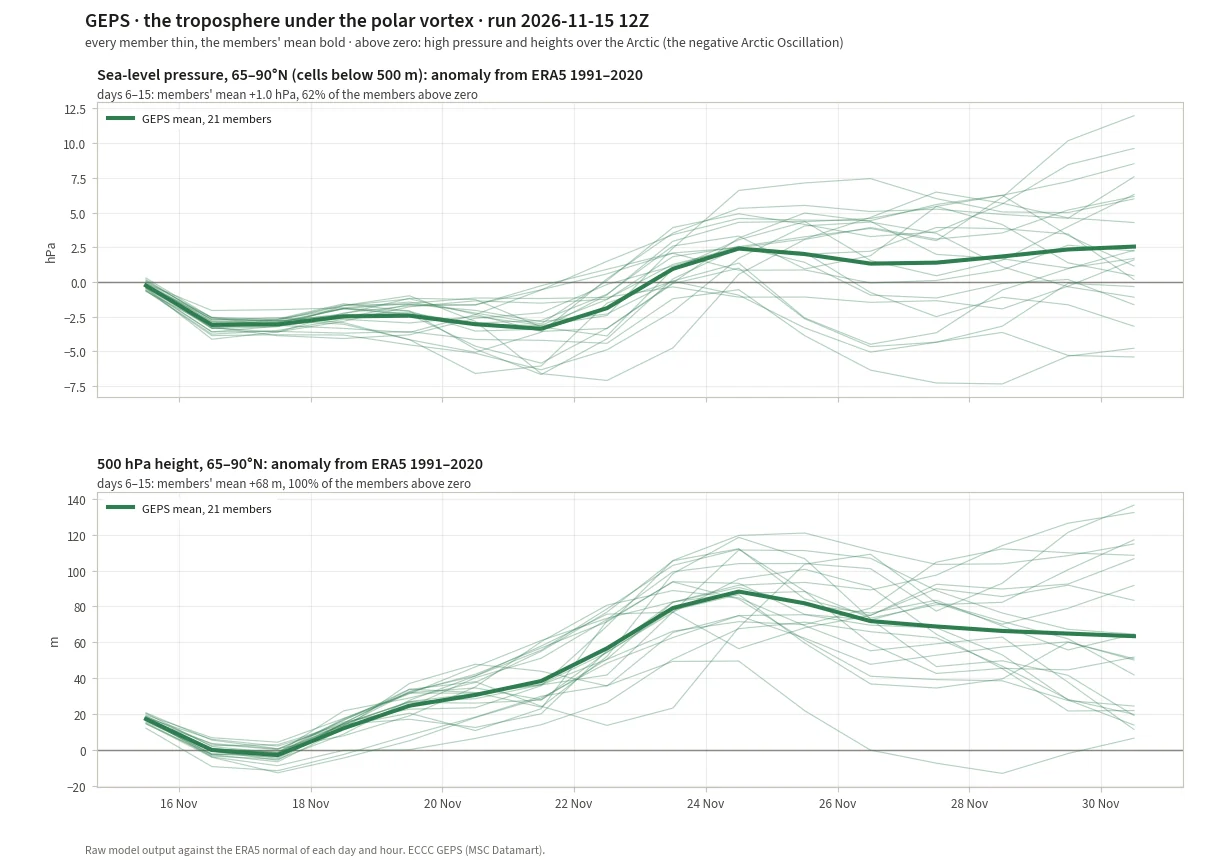 GEPS · the troposphere under the polar vortex · run 2026-11-15 12Z
every member thin, the members' mean bold · above zero: high pressure and heights over the Arctic (the negative Arctic Oscillation)
Sea-level pressure, 65–90°N (cells below 500 m): anomaly from ERA5 1991–2020
days 6–15: members' mean +1.0 hPa, 62% of the members above zero
GEPS mean, 21 members
12.5
10.0
7.5
5.0
2.5
0.0
−2.5
−5.0
−7.5
hPa
500 hPa height, 65–90°N: anomaly from ERA5 1991–2020
days 6–15: members' mean +68 m, 100% of the members above zero
GEPS mean, 21 members
140
120
100
80
60
40
20
0
−20
m
16 Nov 18 Nov 20 Nov 22 Nov 24 Nov 26 Nov 28 Nov 30 Nov
Raw model output against the ERA5 normal of each day and hour. ECCC GEPS (MSC Datamart).